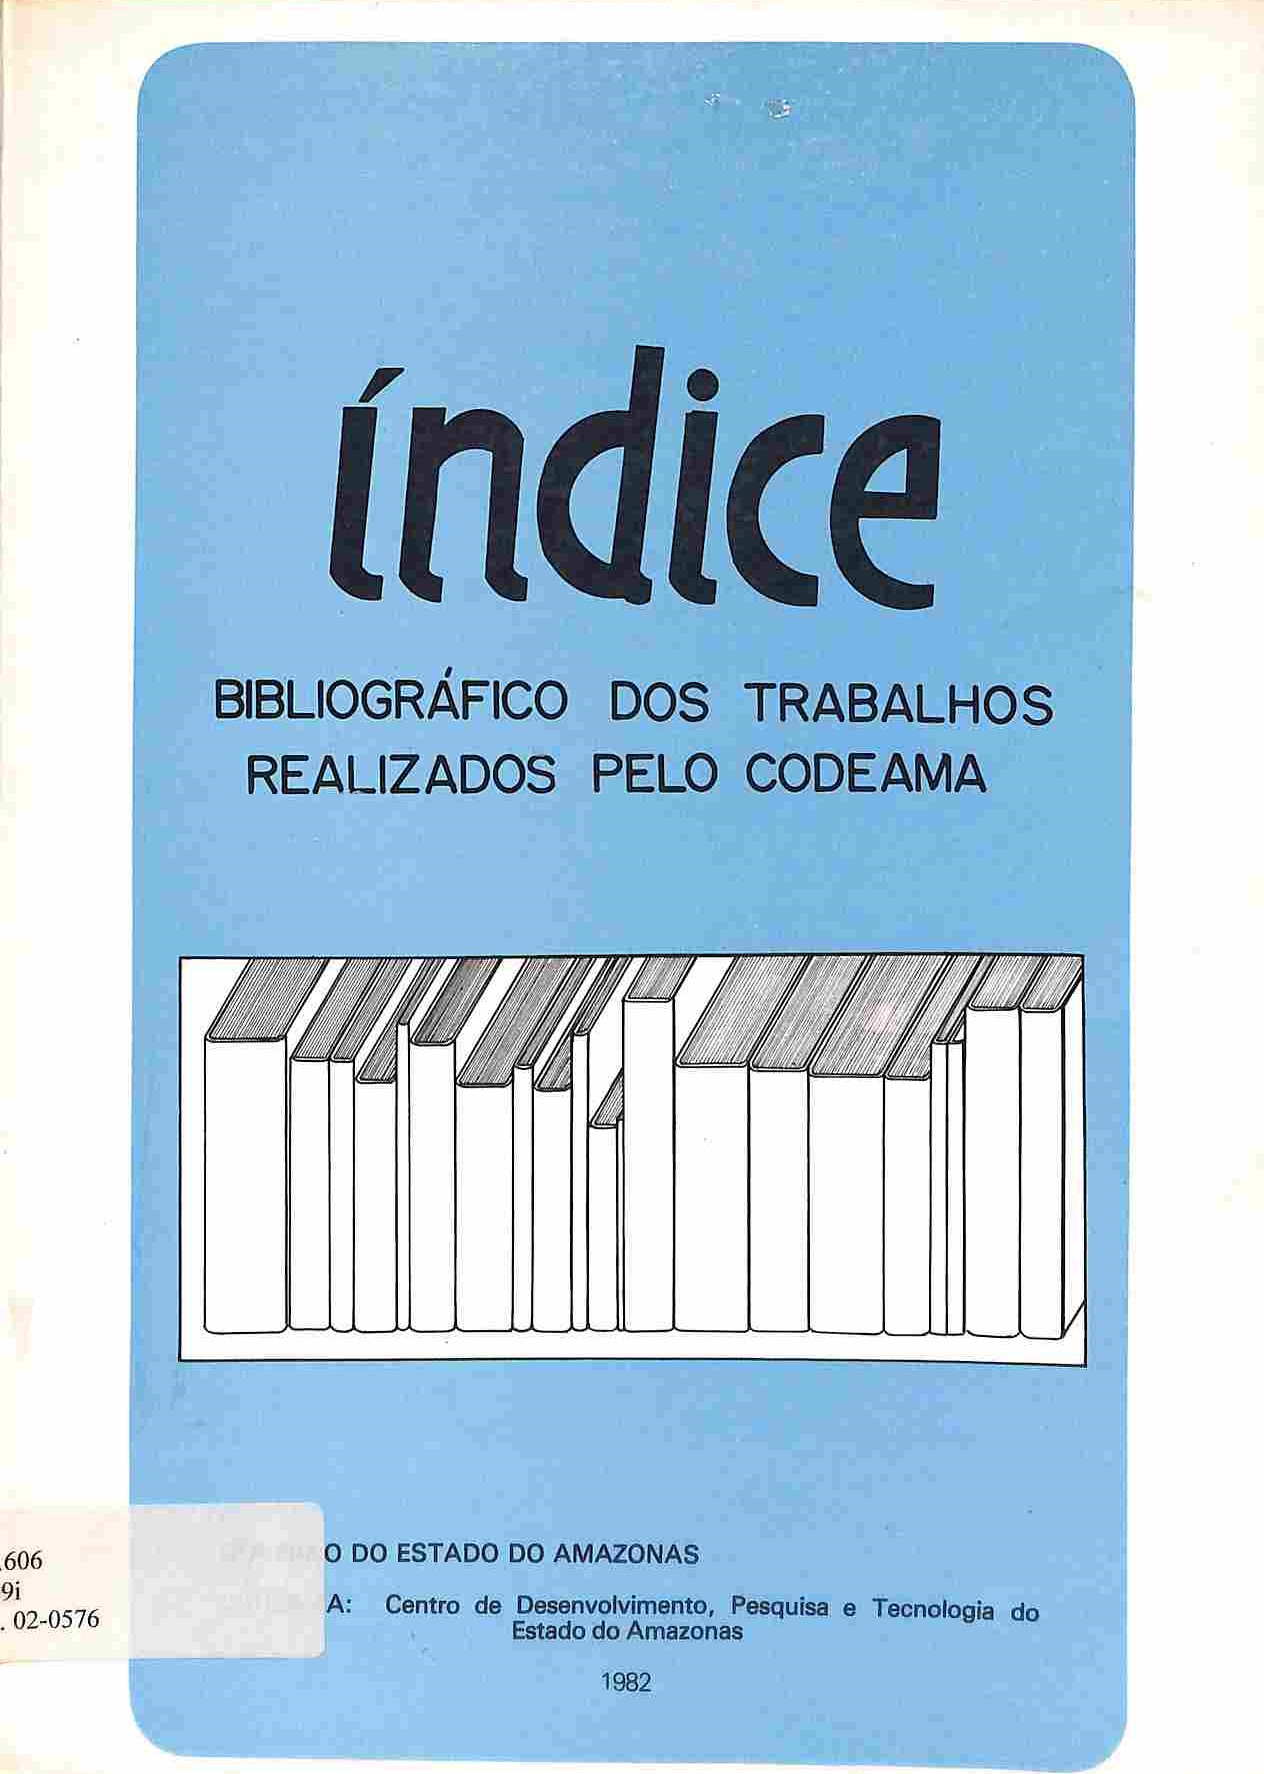 índice
BIBLIOGRÁFICO DOS TRABALHOS
REALIZADOS PELO CODEAMA
O DO ESTADO DO AMAZONAS
A: Centro de Desenvolvimento, Pesquisa e Tecnologia do
Estado do Amazonas
1982
.606
9i
. 02-0576